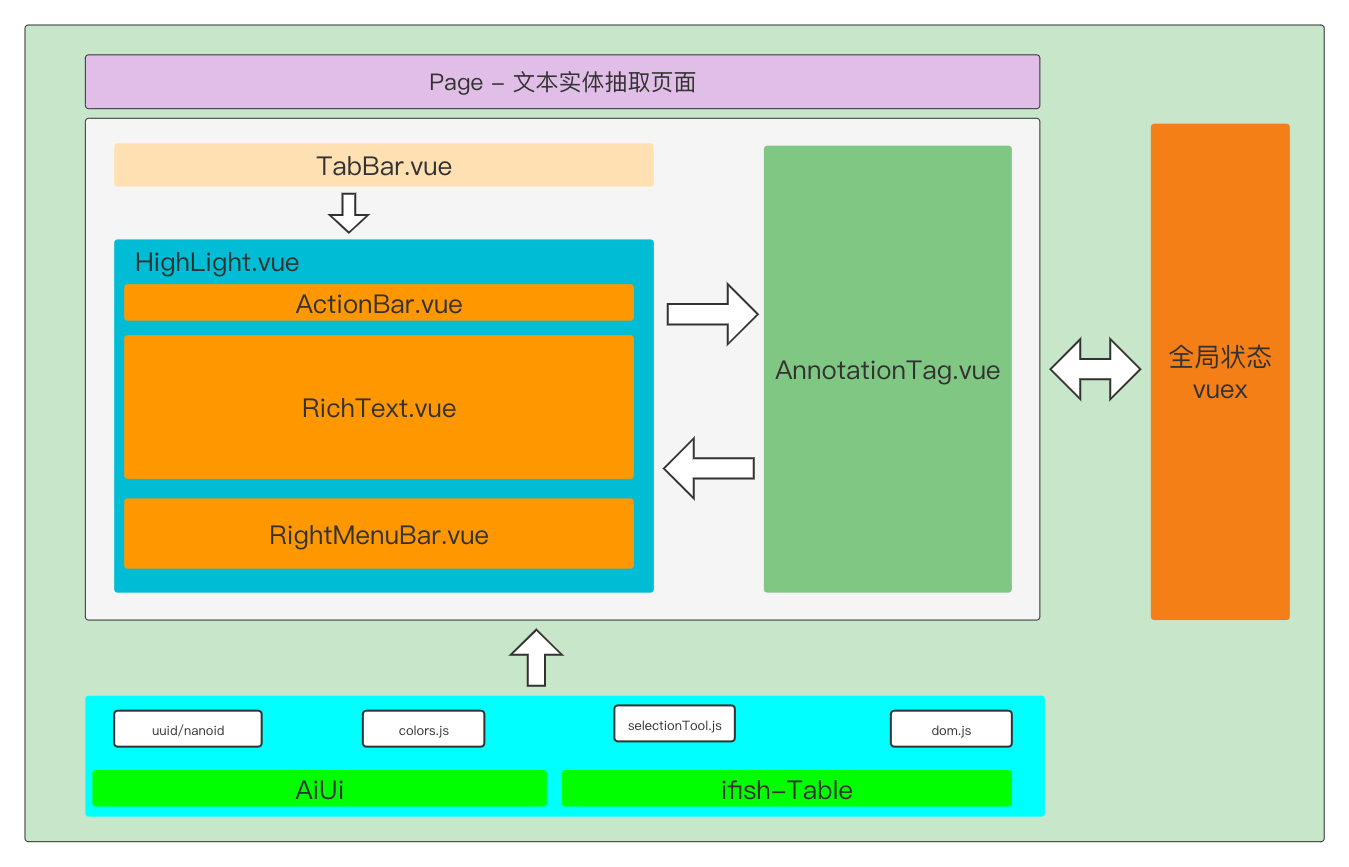 Page - 文本实体抽取页面
TabBar.vue
HighLight.vue
ActionBar.vue
RichText.vue
RightMenuBar.vue
AnnotationTag.vue
全局状态
vuex
uuid/nanoid
colors.js
selectionTool.js
dom.js
AiUi
ifish-Table